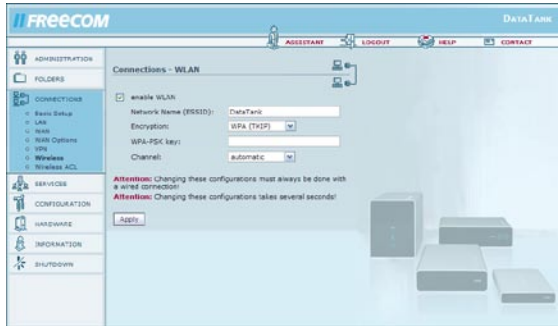 FREECOM
DATATANK
ASSISTANT
LOGOUT
HELP
CONTACT
ADMINISTRATION
FOLDERS
CONNECTIONS
Basic Setup
LAN
WAN
WAN Options
VPN
Wireless
Wireless ACL
SERVICES
CONFIGURATION
HARDWARE
INFORMATION
SHUTDOWN
Connections - WLAN
enable WLAN
Network Name (ESSID): DataTank
Encryption: WPA (TKIP)
WPA-PSK key:
Channel: automatic
Attention: Changing these configurations must always be done with
a wired connection!
Attention: Changing these configurations takes several seconds!
Apply